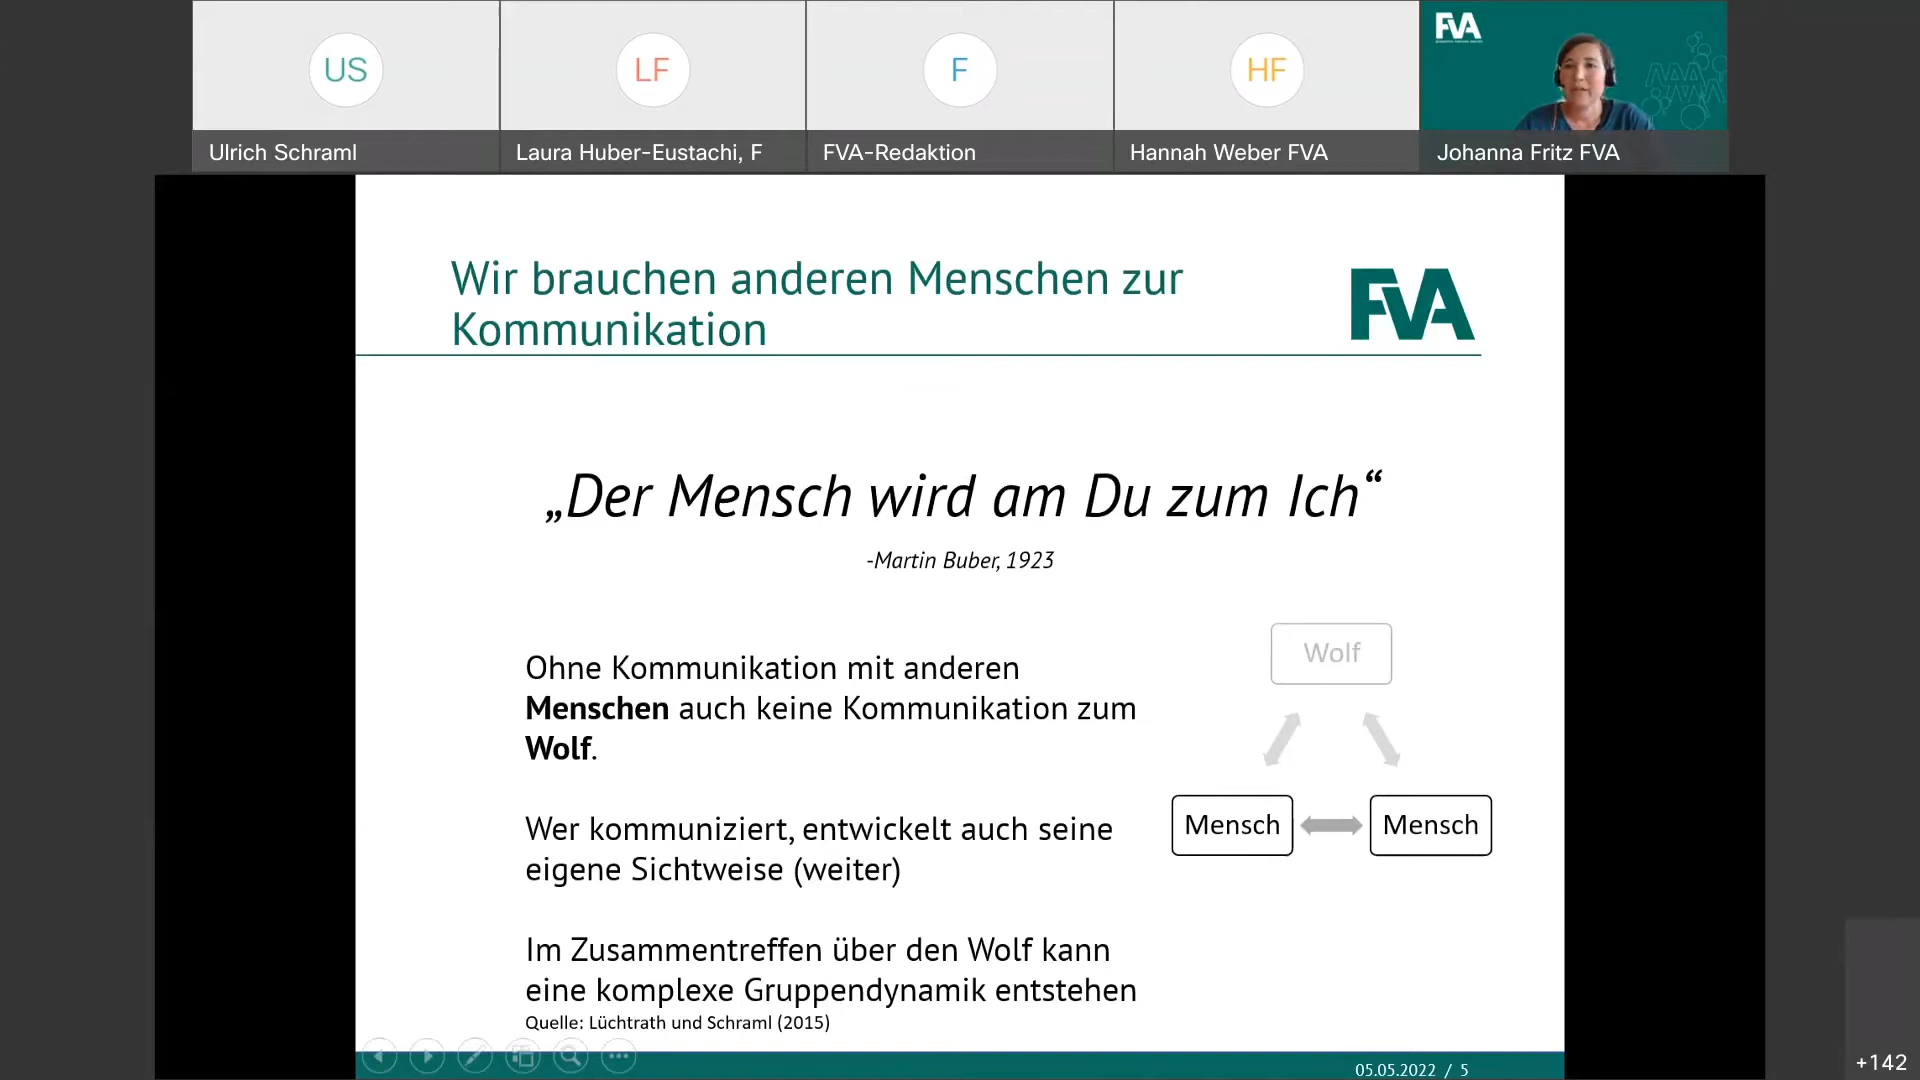 US
LF
F
HF
FVA
Ulrich Schraml
Laura Huber-Eustachi, F
FVA-Redaktion
Hannah Weber FVA
Johanna Fritz FVA
Wir brauchen anderen Menschen zur
Kommunikation
FVA
„Der Mensch wird am Du zum Ich“
-Martin Buber, 1923
Ohne Kommunikation mit anderen
Menschen auch keine Kommunikation zum
Wolf.
Wer kommuniziert, entwickelt auch seine
eigene Sichtweise (weiter)
Im Zusammentreffen über den Wolf kann
eine komplexe Gruppendynamik entstehen
Quelle: Lüchtrath und Schraml (2015)
Wolf
Mensch
Mensch
05.05.2022 / 5
+142